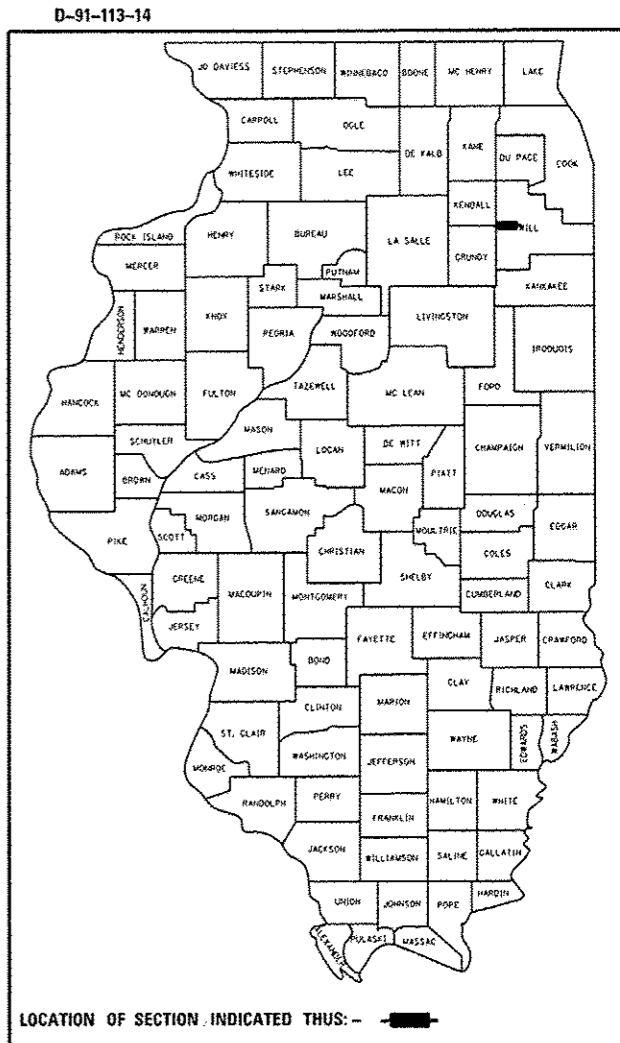 D-91-113-14
JO DAVIESS STEPHENSON WINNEBAGO BOONE MC HENRY LAKE
CARROLL OGLE
DE KALB KANE DU PAGE COOK
WHITESIDE LEE
KENDALL
ROCK ISLAND HENRY BUREAU LA SALLE WILL
GRUNDY
MERCER PUTNAM
STARK MARSHALL KANKAKEE
HENDERSON WARREN KNOX PEORIA WOODFORD LIVINGSTON
IROQUOIS
HANCOCK MC DONOUGH FULTON TAZEWELL MC LEAN FORD
MASON
SCHUYLER LOGAN DE WITT CHAMPAIGN VERMILION
ADAMS BROWN CASS MENARD PIATT
MACON
MORGAN SANGAMON DOUGLAS
PIKE SCOTT CHRISTIAN MOULTRIE EDGAR
COLES
GREENE SHELBY
CALHOUN MACOUPIN MONTGOMERY CUMBERLAND CLARK
JERSEY
FAYETTE EFFINGHAM JASPER CRAWFORD
MADISON BOND
CLAY RICHLAND LAWRENCE
CLINTON MARION
ST. CLAIR WAYNE EDWARDS WABASH
WASHINGTON JEFFERSON
MONROE
RANDOLPH PERRY HAMILTON WHITE
FRANKLIN
JACKSON WILLIAMSON SALINE GALLATIN
UNION JOHNSON POPE HARDIN
ALEXANDER PULASKI MASSAC
LOCATION OF SECTION INDICATED THUS: -